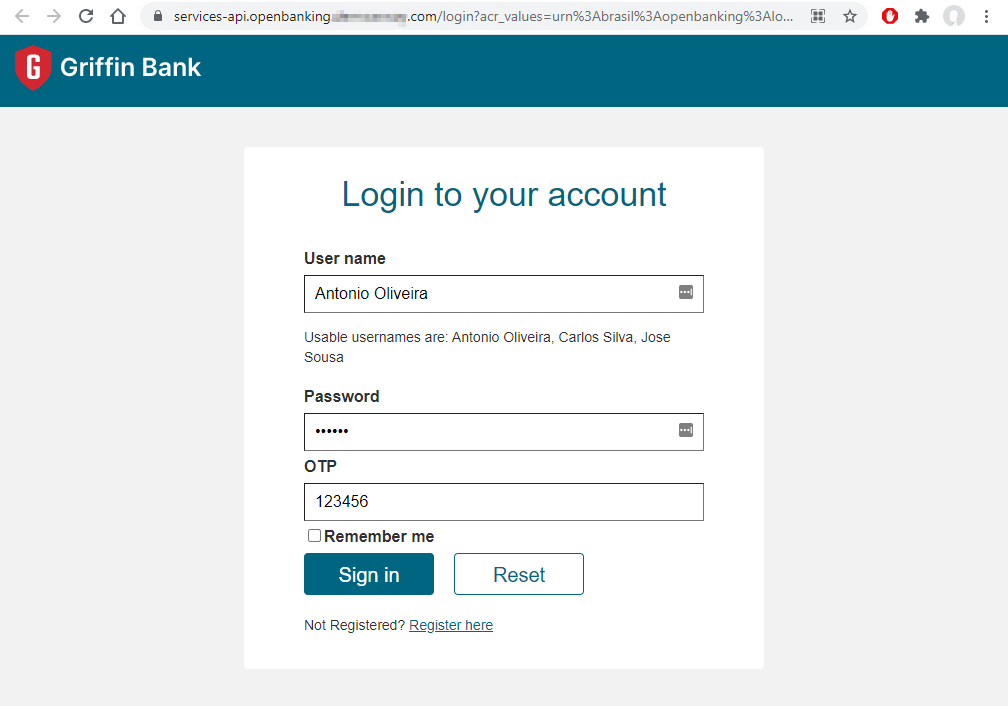 services-api.openbanking .com/login?acr_values=urn%3Abrasil%3Aopenbanking%3Alo...
G Griffin Bank
Login to your account
User name
Antonio Oliveira
Usable usernames are: Antonio Oliveira, Carlos Silva, Jose
Sousa
Password
••••••
OTP
123456
Remember me
Sign in Reset
Not Registered? Register here